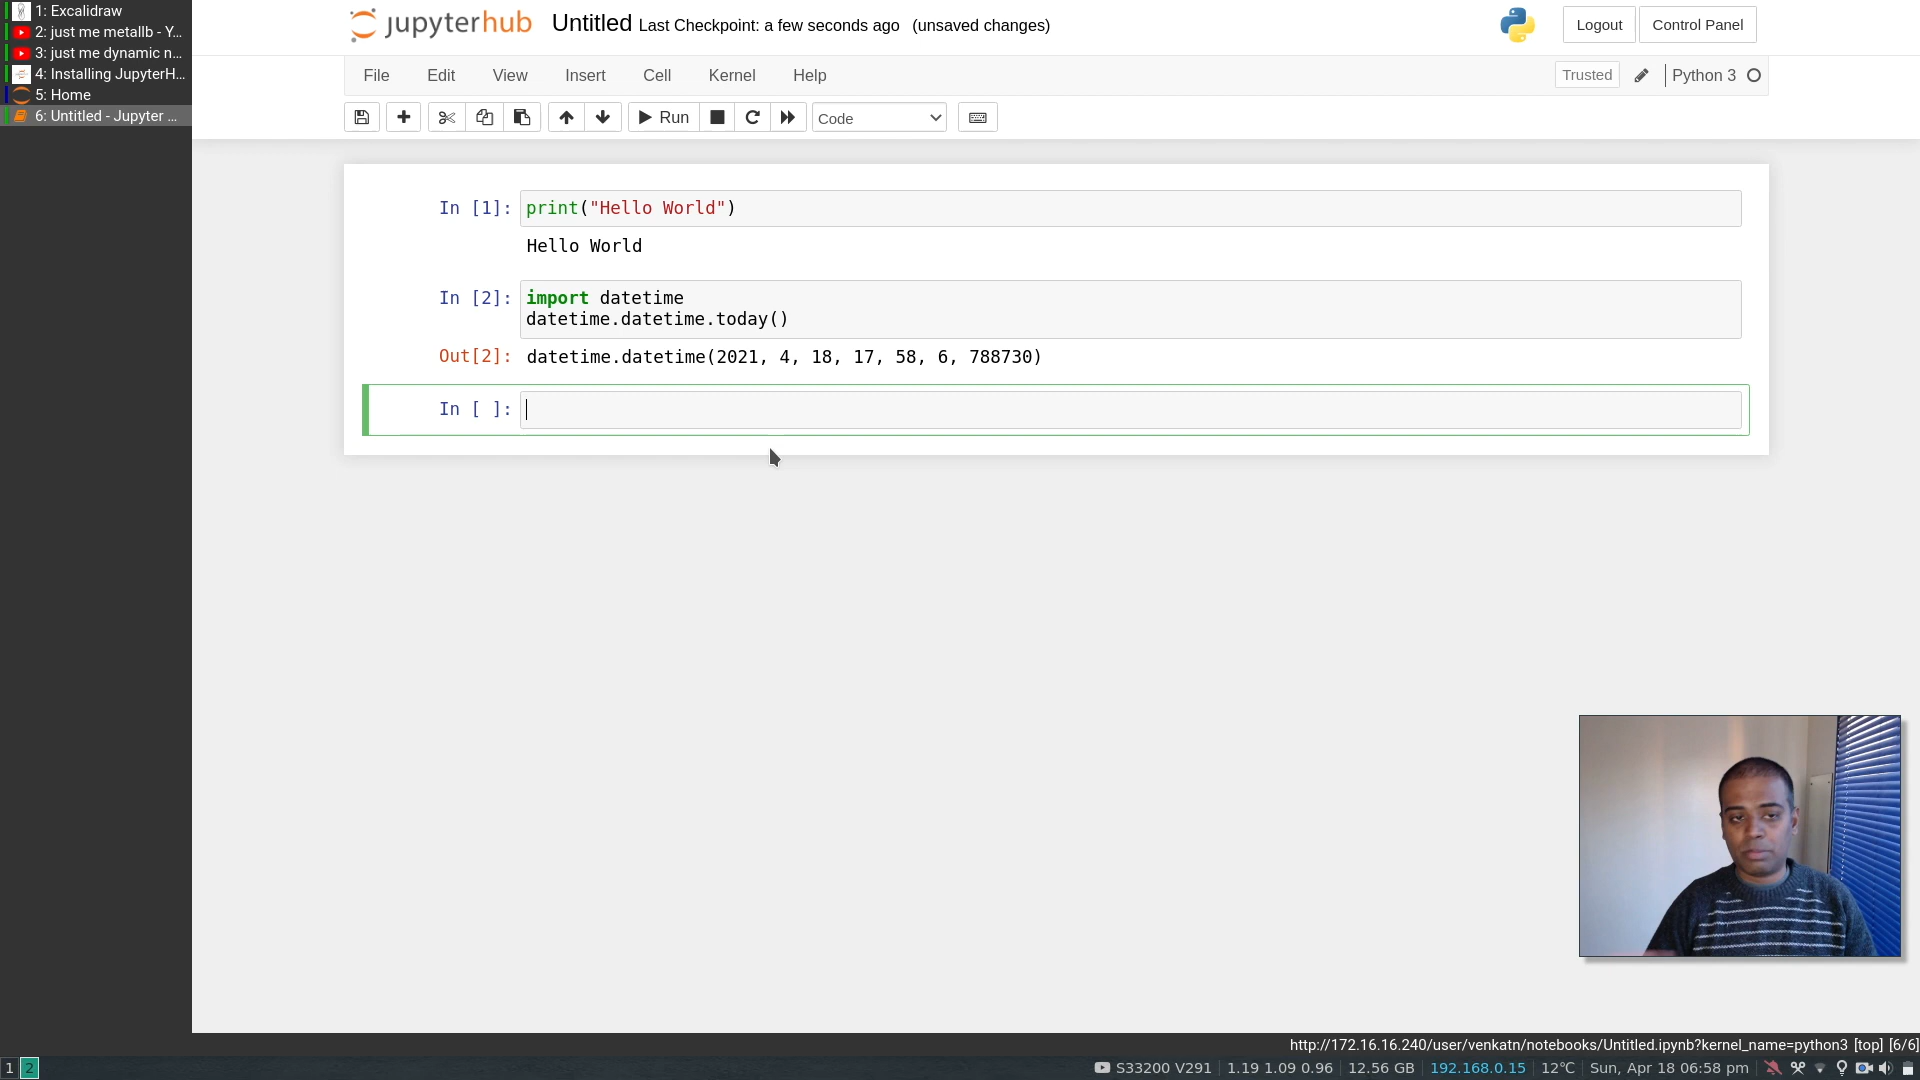 1: Excalidraw
2: just me metallb - Y...
3: just me dynamic n...
4: Installing JupyterH...
5: Home
6: Untitled - Jupyter ...
jupyterhub Untitled Last Checkpoint: a few seconds ago (unsaved changes) Logout Control Panel
File Edit View Insert Cell Kernel Help Trusted Python 3
Run Code
In [1]: print("Hello World")
Hello World
In [2]: import datetime
datetime.datetime.today()
Out[2]: datetime.datetime(2021, 4, 18, 17, 58, 6, 788730)
In [ ]:
http://172.16.16.240/user/venkatn/notebooks/Untitled.ipynb?kernel_name=python3 [top] [6/6]
1 2 S33200 V291 1.19 1.09 0.96 12.56 GB 192.168.0.15 12℃ Sun, Apr 18 06:58 pm